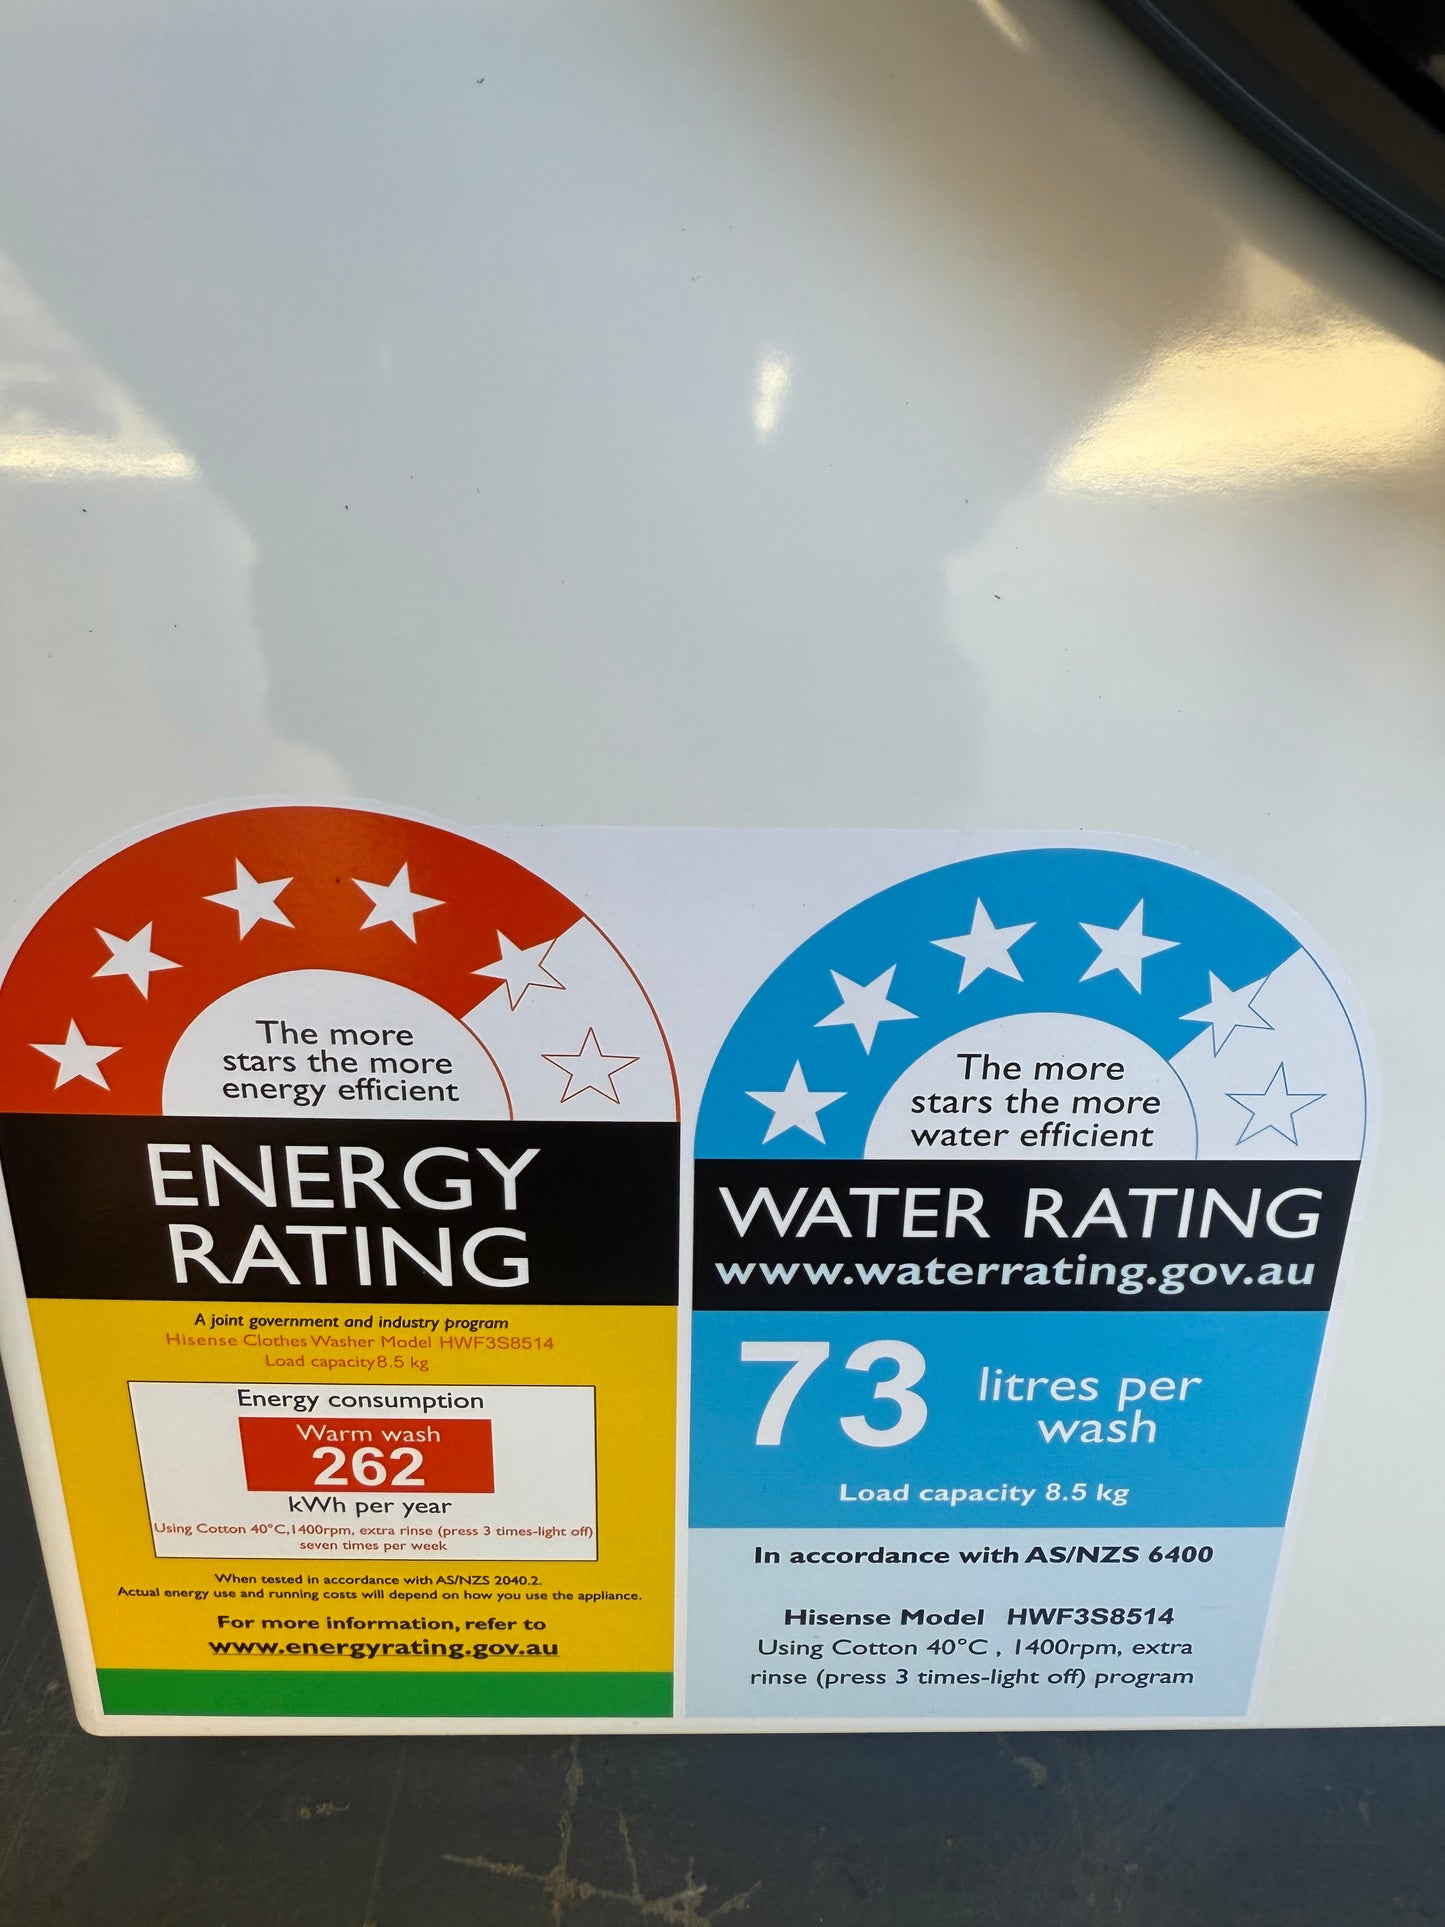 The more
stars the more
energy efficient
ENERGY
RATING
A joint government and industry program
Hisense Clothes Washer Model HWF3S8514
Load capacity 8.5 kg
Energy consumption
Warm wash
262
kWh per year
Using Cotton 40°C,1400rpm, extra rinse (press 3 times-light off)
seven times per week
When tested in accordance with AS/NZS 2040.2.
Actual energy use and running costs will depend on how you use the appliance.
For more information, refer to
www.energyrating.gov.au
The more
stars the more
water efficient
WATER RATING
www.waterrating.gov.au
73 litres per
wash
Load capacity 8.5 kg
In accordance with AS/NZS 6400
Hisense Model HWF3S8514
Using Cotton 40°C , 1400rpm, extra
rinse (press 3 times-light off) program